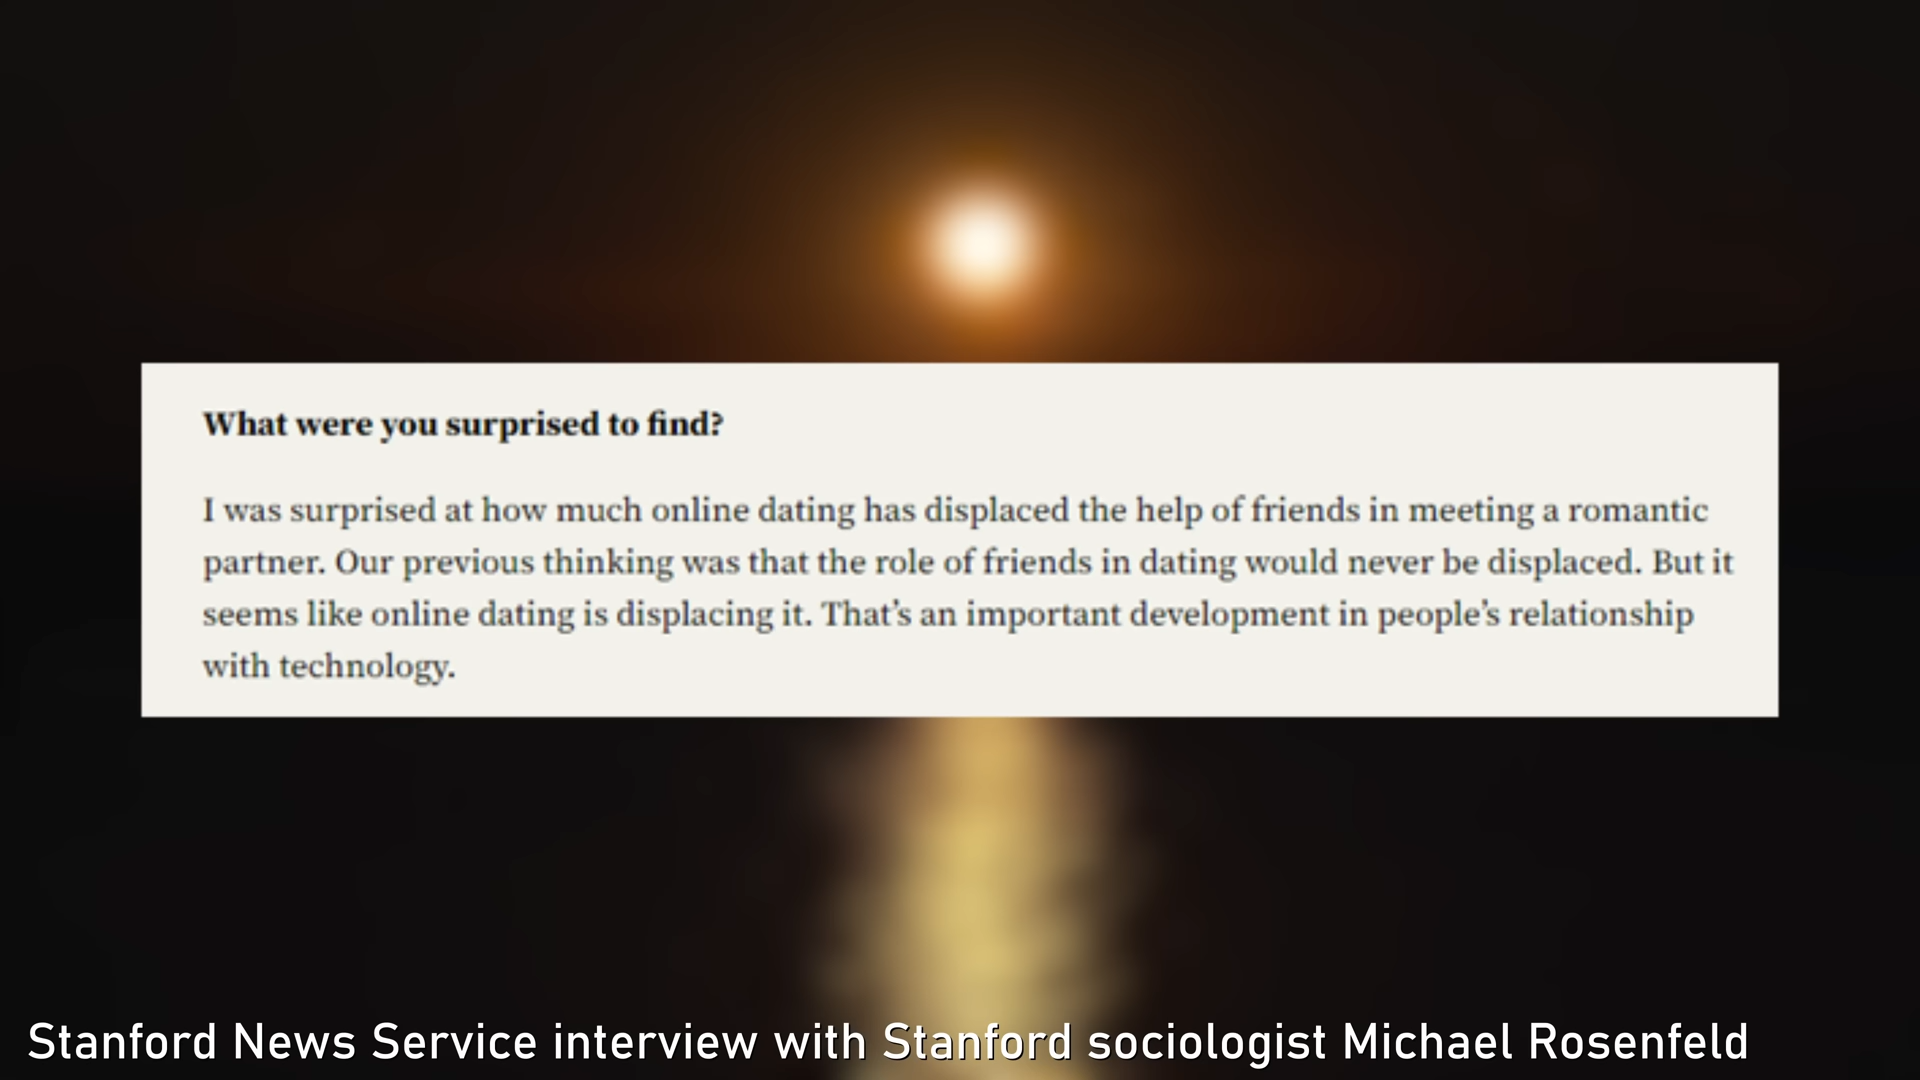 What were you surprised to find?
I was surprised at how much online dating has displaced the help of friends in meeting a romantic
partner. Our previous thinking was that the role of friends in dating would never be displaced. But it
seems like online dating is displacing it. That’s an important development in people’s relationship
with technology.
Stanford News Service interview with Stanford sociologist Michael Rosenfeld